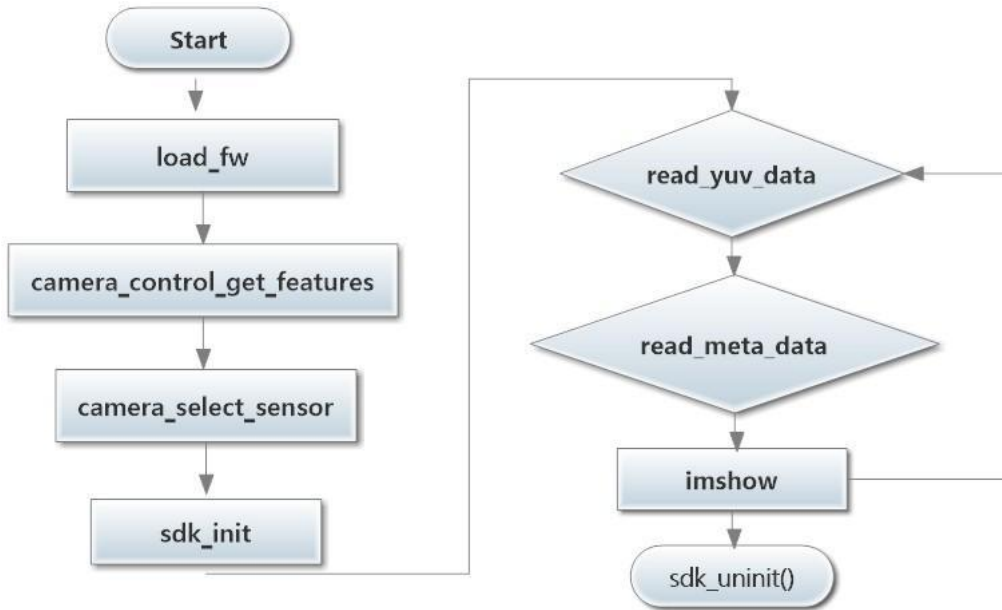 Start
load_fw
camera_control_get_features
camera_select_sensor
sdk_init
read_yuv_data
read_meta_data
imshow
sdk_uninit()